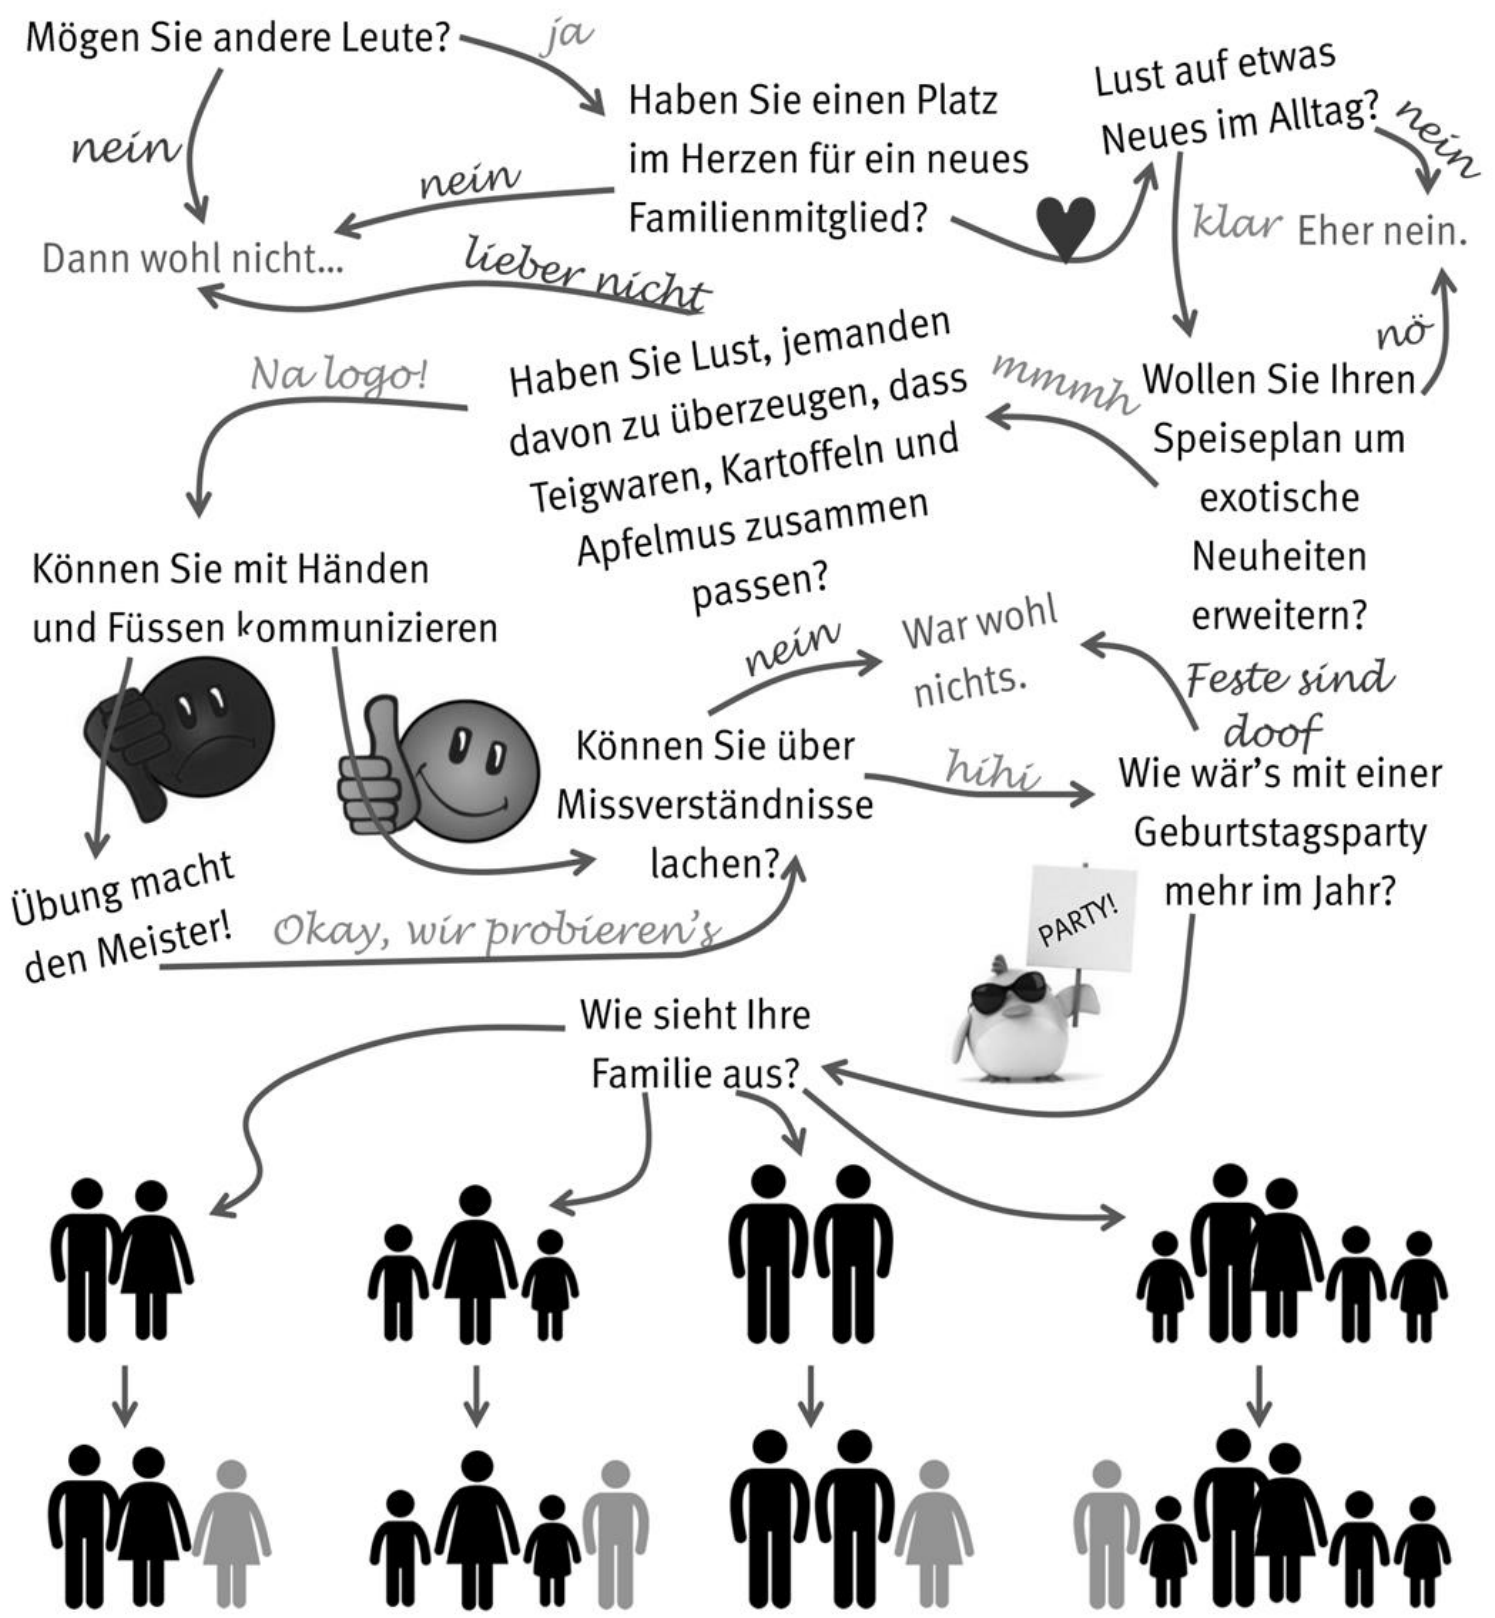 Mögen Sie andere Leute?
ja
nein
Haben Sie einen Platz
im Herzen für ein neues
Familienmitglied?
nein
Dann wohl nicht...
Lust auf etwas
Neues im Alltag?
nein
klar
Eher nein.
nö
Wollen Sie Ihren
Speiseplan um
exotische
Neuheiten
erweitern?
mmmh
lieber nicht
Haben Sie Lust, jemanden
davon zu überzeugen, dass
Teigwaren, Kartoffeln und
Apfelmus zusammen
passen?
Na logo!
Können Sie mit Händen
und Füssen kommunizieren
Übung macht
den Meister!
Okay, wir probieren's
Können Sie über
Missverständnisse
lachen?
nein
War wohl
nichts.
hihi
Feste sind
doof
Wie wär's mit einer
Geburtstagsparty
mehr im Jahr?
PARTY!
Wie sieht Ihre
Familie aus?